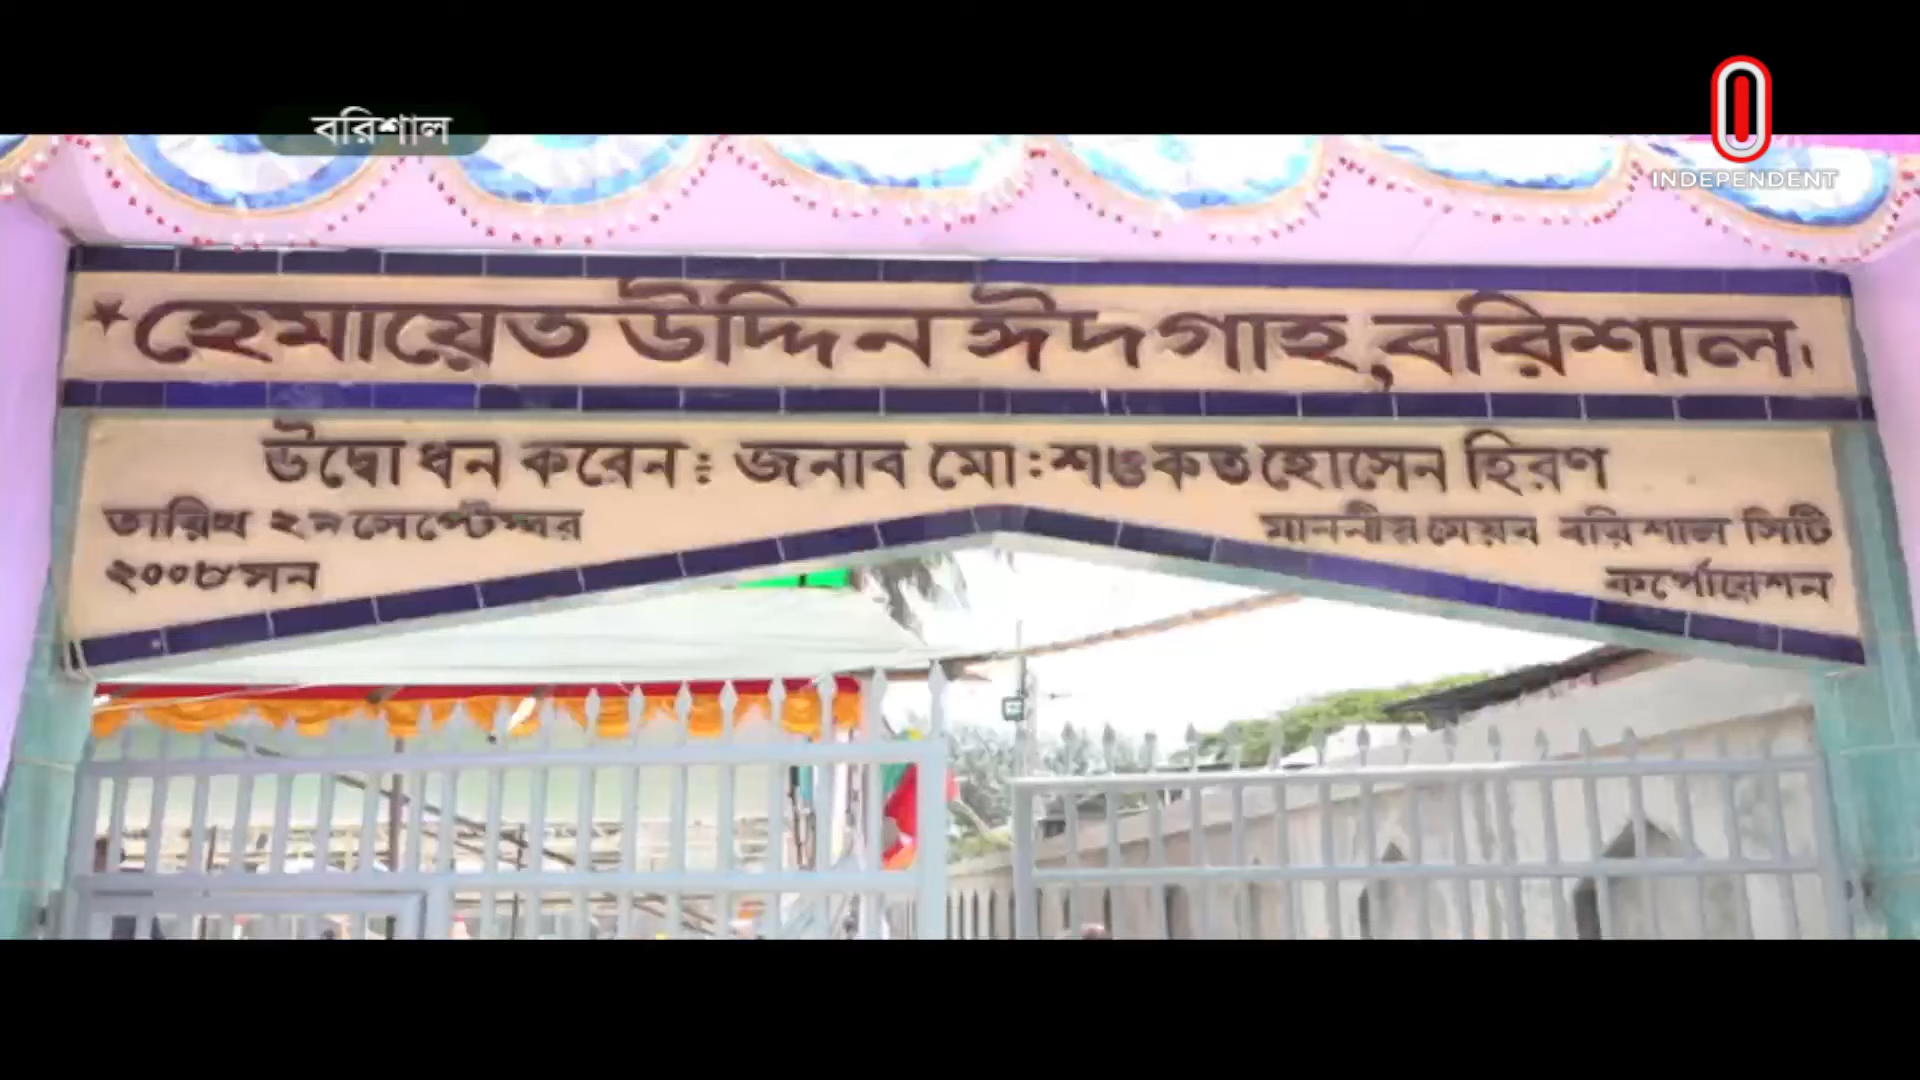 বরিশাল
INDEPENDENT
★হেমায়েত উদ্দিন ঈদগাহ,বরিশাল।
উদ্বোধন করেন: জনাব মো:শওকত হোসেন হিরণ
তারিখ ২৯ সেপ্টেম্বর
মাননীয় মেয়র বরিশাল সিটি
২০০৮ সন
কর্পোরেশন